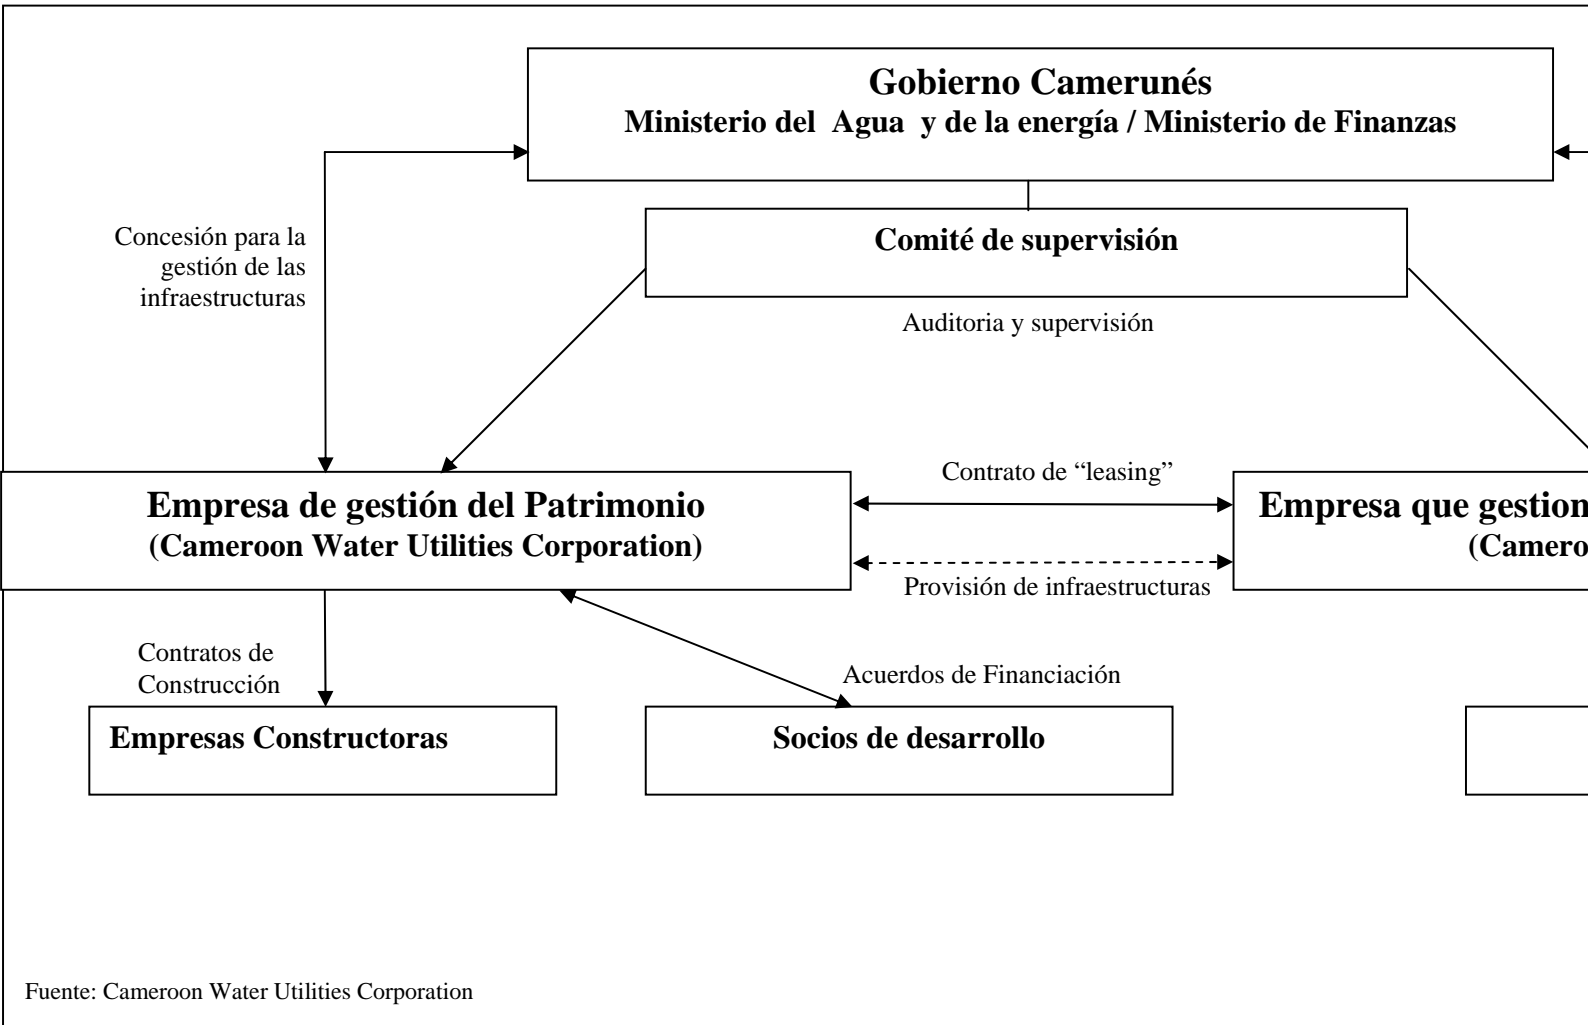 Gobierno Camerunés
Ministerio del Agua y de la energía / Ministerio de Finanzas
Concesión para la
gestión de las
infraestructuras
Comité de supervisión
Auditoria y supervisión
Contrato de “leasing”
Empresa de gestión del Patrimonio
(Cameroon Water Utilities Corporation)
Empresa que gestion
(Camero
Provisión de infraestructuras
Contratos de
Construcción
Acuerdos de Financiación
Empresas Constructoras
Socios de desarrollo
Fuente: Cameroon Water Utilities Corporation